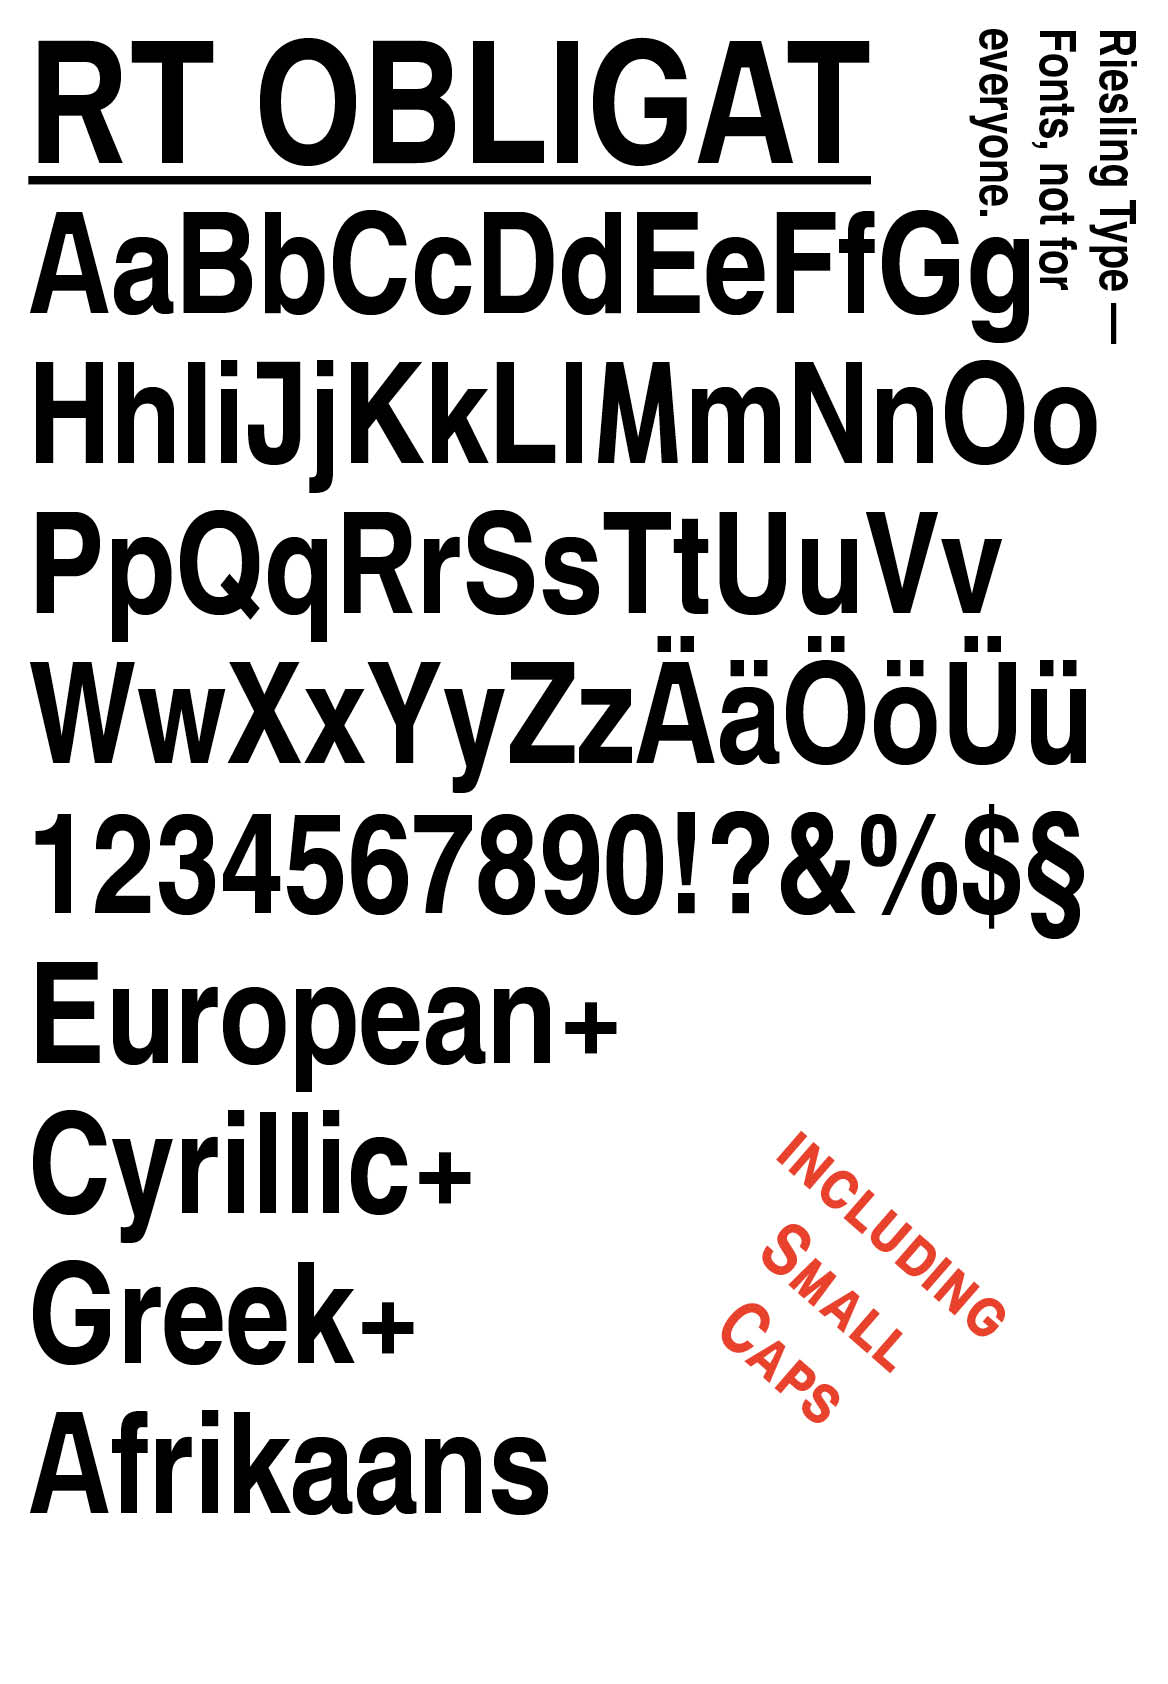 RT OBLIGAT
Riesling Type —
Fonts, not for
everyone.
AaBbCcDdEeFfGg
HhIiJjKkLlMmNnOo
PpQqRrSsTtUuVv
WwXxYyZzÄäÖöÜü
1234567890!?&%$§
European+
Cyrillic+
Greek+
Afrikaans
INCLUDING
SMALL
CAPS